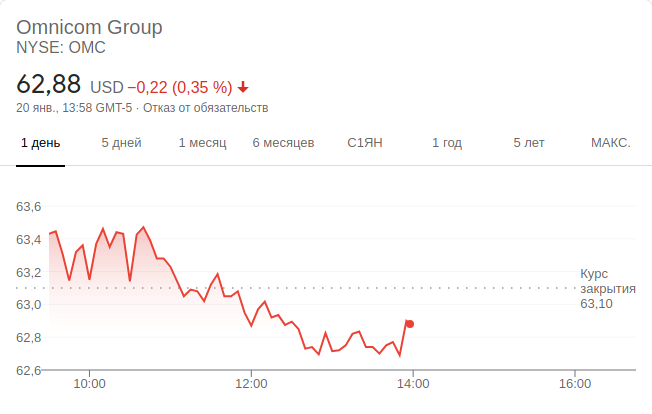 Omnicom Group
NYSE: OMC
62,88 USD −0,22 (0,35 %)
20 янв., 13:58 GMT-5 · Отказ от обязательств
1 день 5 дней 1 месяц 6 месяцев С1ЯН 1 год 5 лет МАКС.
63,6
63,4
63,2
63,0
62,8
62,6
Курс
закрытия
63,10
10:00 12:00 14:00 16:00